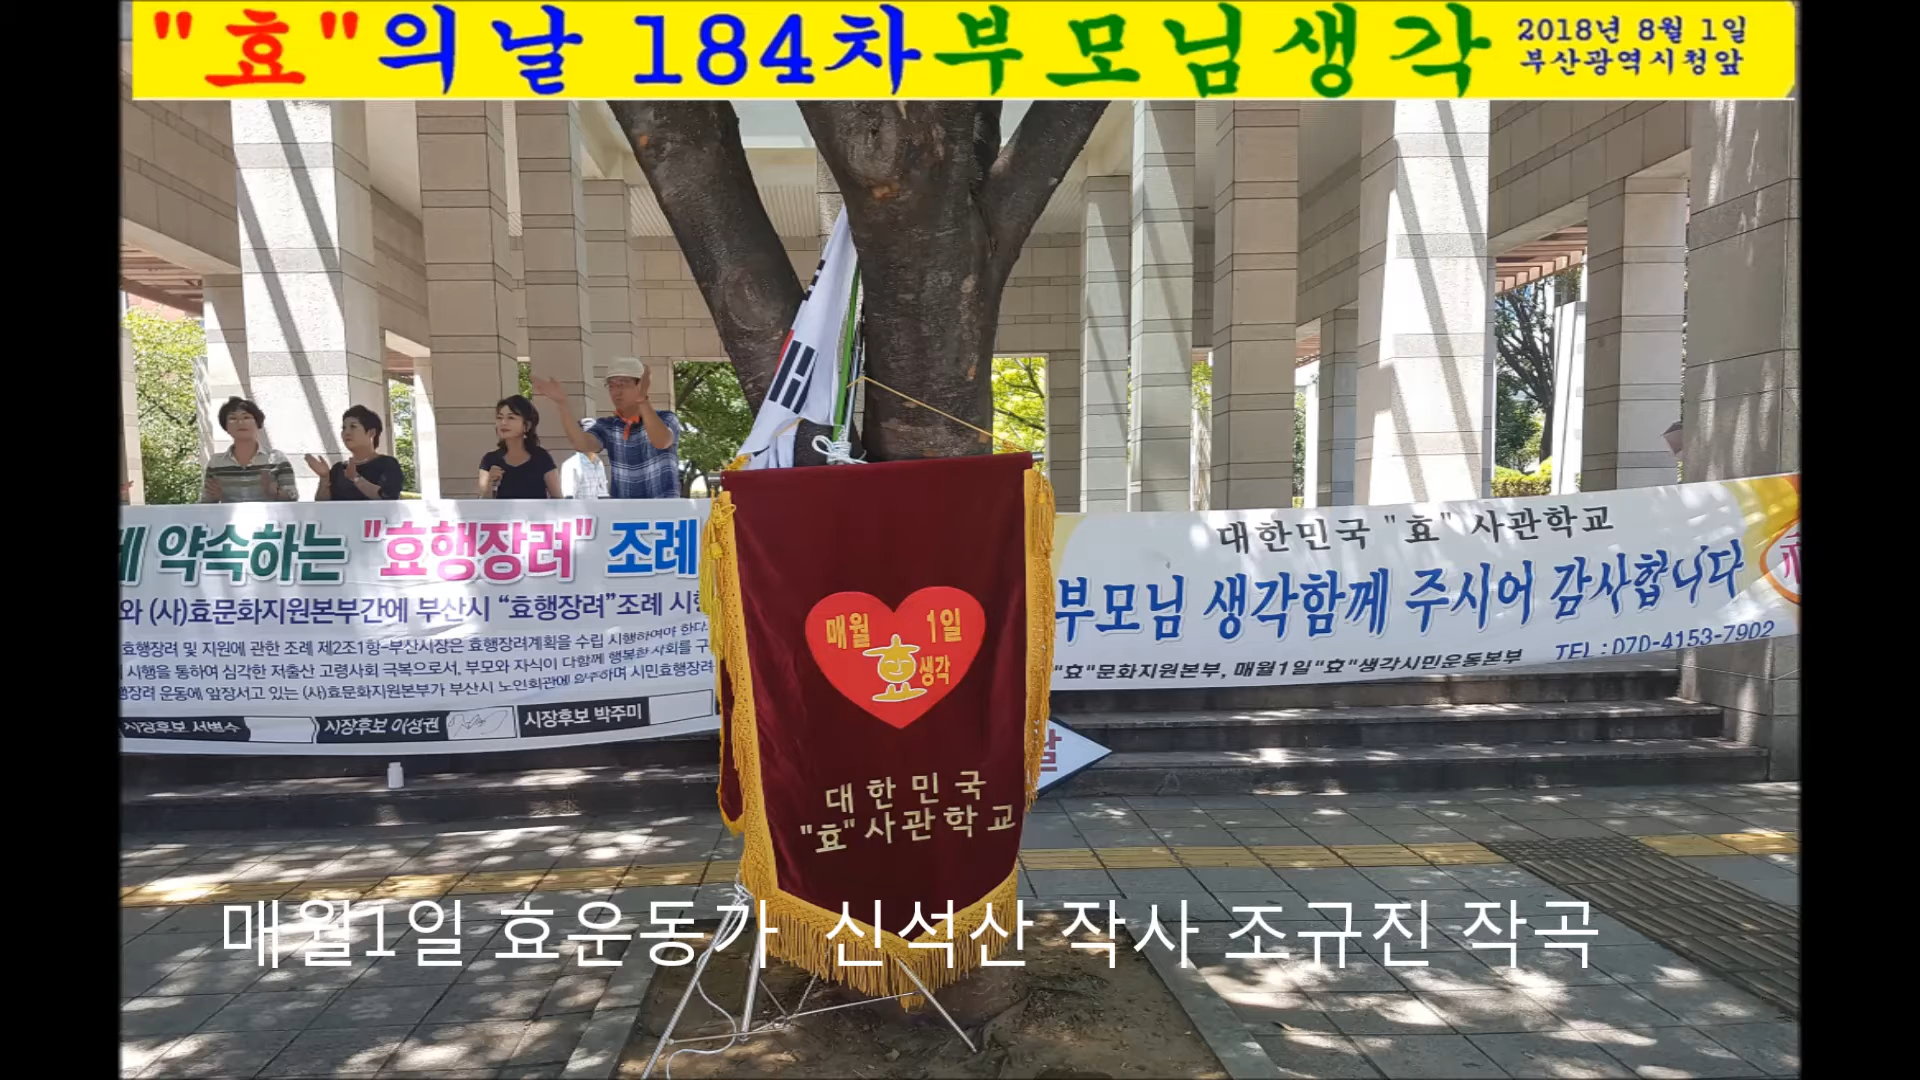 "효"의날 184차부모님생각
2018년 8월 1일
부산광역시청앞
약속하는 "효행장려" 조례
와 (사)효문화지원본부간에 부산시 "효행장려"조례 시행
효행장려 및 지원에 관한 조례 제2조1항-부산시장은 효행장려계획을 수립 시행하여야 한다.
시행을 통하여 심각한 저출산 고령사회 극복으로서, 부모와 자식이 다함께 행복한 사회를 구
행장려 운동에 앞장서고 있는 (사)효문화지원본부가 부산시 노인회관에 입주하며 시민효행장려
시장후보 서병수
시장후보 이성권
시장후보 박주미
매월 1일
효 생각
대한민국
"효"사관학교
대한민국 "효" 사관학교
부모님 생각함께 주시어 감사합니다
TEL : 070-4153-7902
"효"문화지원본부, 매월1일"효"생각시민운동본부
매월1일 효운동가 신석산 작사 조규진 작곡